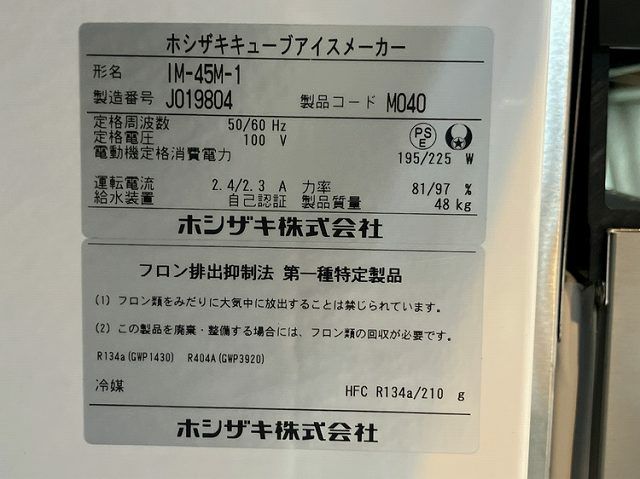 ホシザキキューブアイスメーカー
形名 IM-45M-1
製造番号 J019804 製品コード M040
定格周波数 50/60 Hz
定格電圧 100 V
PS E
電動機定格消費電力 195/225 W
運転電流 2.4/2.3 A 力率 81/97 %
給水装置 自己認証 製品質量 48 kg
ホシザキ株式会社
フロン排出抑制法 第一種特定製品
(1) フロン類をみだりに大気中に放出することは禁じられています。
(2) この製品を廃棄・整備する場合には、フロン類の回収が必要です。
R134a(GWP1430) R404A(GWP3920)
冷媒 HFC R134a/210 g
ホシザキ株式会社